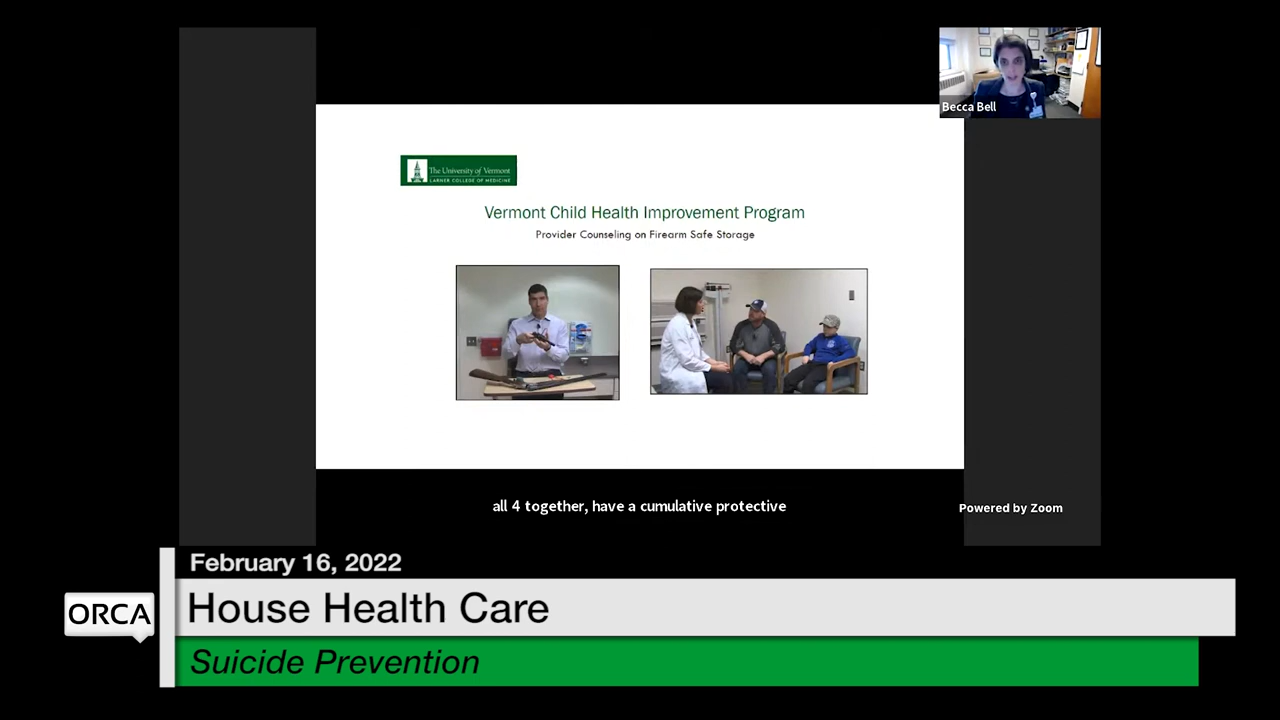 Becca Bell
The University of Vermont
LARNER COLLEGE OF MEDICINE
Vermont Child Health Improvement Program
Provider Counseling on Firearm Safe Storage
all 4 together, have a cumulative protective
Powered by Zoom
February 16, 2022
ORCA
House Health Care
Suicide Prevention